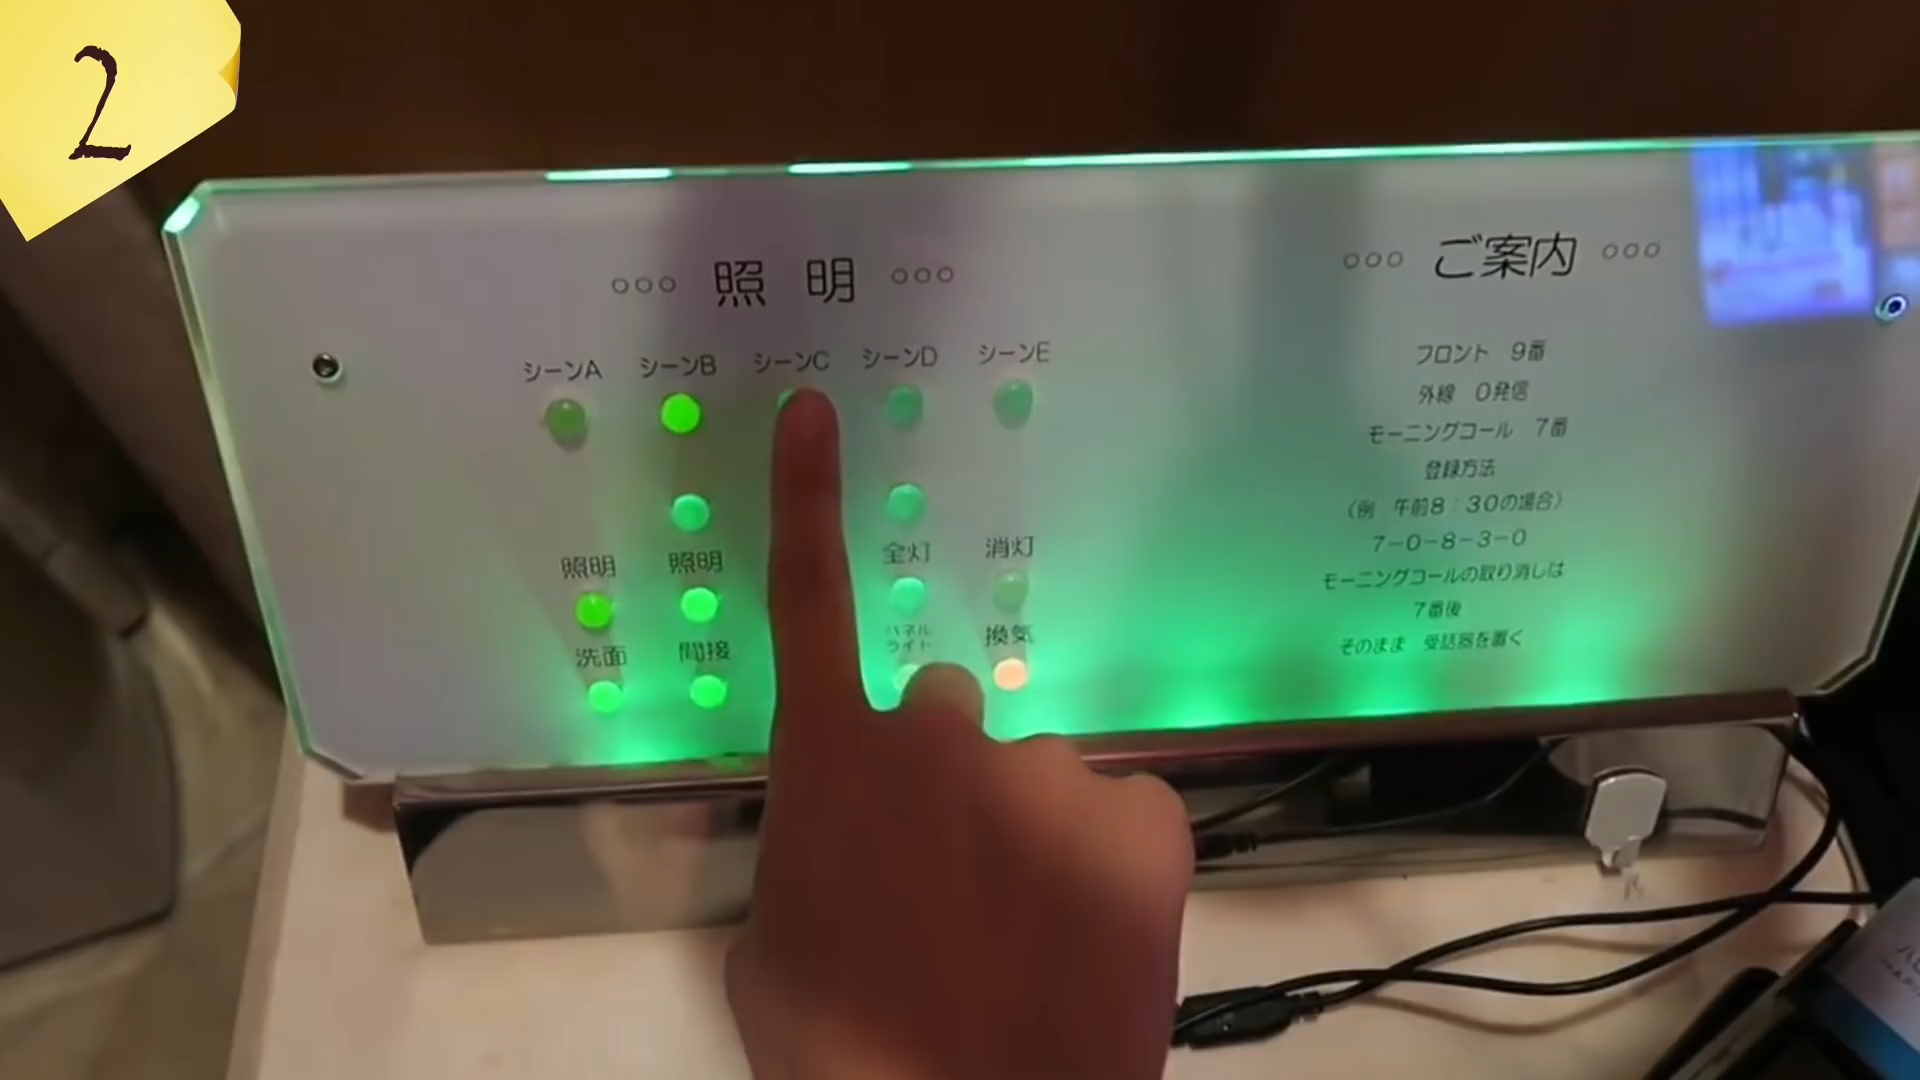 2
○○○ 照 明 ○○○
シーンA シーンB シーンC シーンD シーンE
照明 照明 全灯 消灯
洗面 間接 パネルライト 換気
○○○ ご案内 ○○○
フロント 9番
外線 0発信
モーニングコール 7番
登録方法
(例 午前8:30の場合)
7-0-8-3-0
モーニングコールの取り消しは
7番後
そのまま 受話器を置く